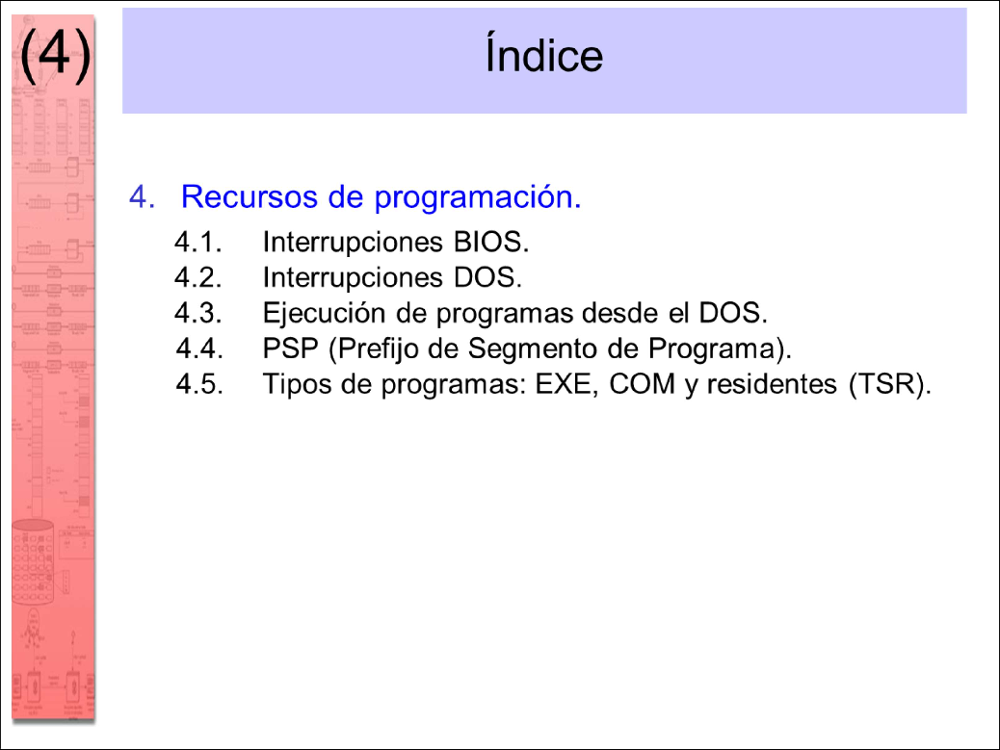 (4)
Índice
4. Recursos de programación.
4.1. Interrupciones BIOS.
4.2. Interrupciones DOS.
4.3. Ejecución de programas desde el DOS.
4.4. PSP (Prefijo de Segmento de Programa).
4.5. Tipos de programas: EXE, COM y residentes (TSR).